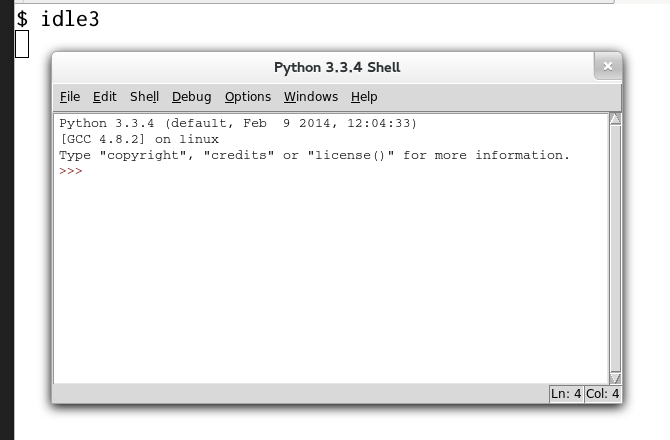 $ idle3
Python 3.3.4 Shell
File Edit Shell Debug Options Windows Help
Python 3.3.4 (default, Feb  9 2014, 12:04:33)
[GCC 4.8.2] on linux
Type "copyright", "credits" or "license()" for more information.
>>>
Ln: 4 Col: 4